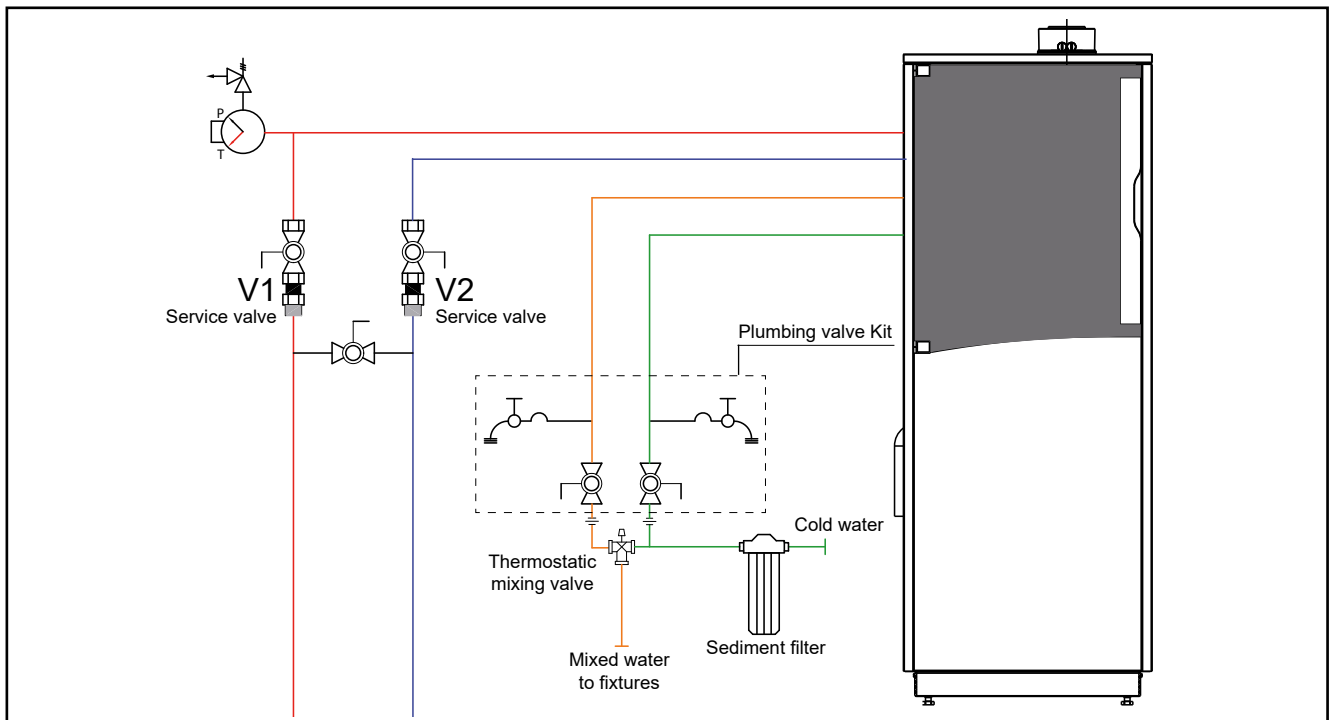 P
T
V1
Service valve
V2
Service valve
Plumbing valve Kit
Cold water
Thermostatic
mixing valve
Sediment filter
Mixed water
to fixtures